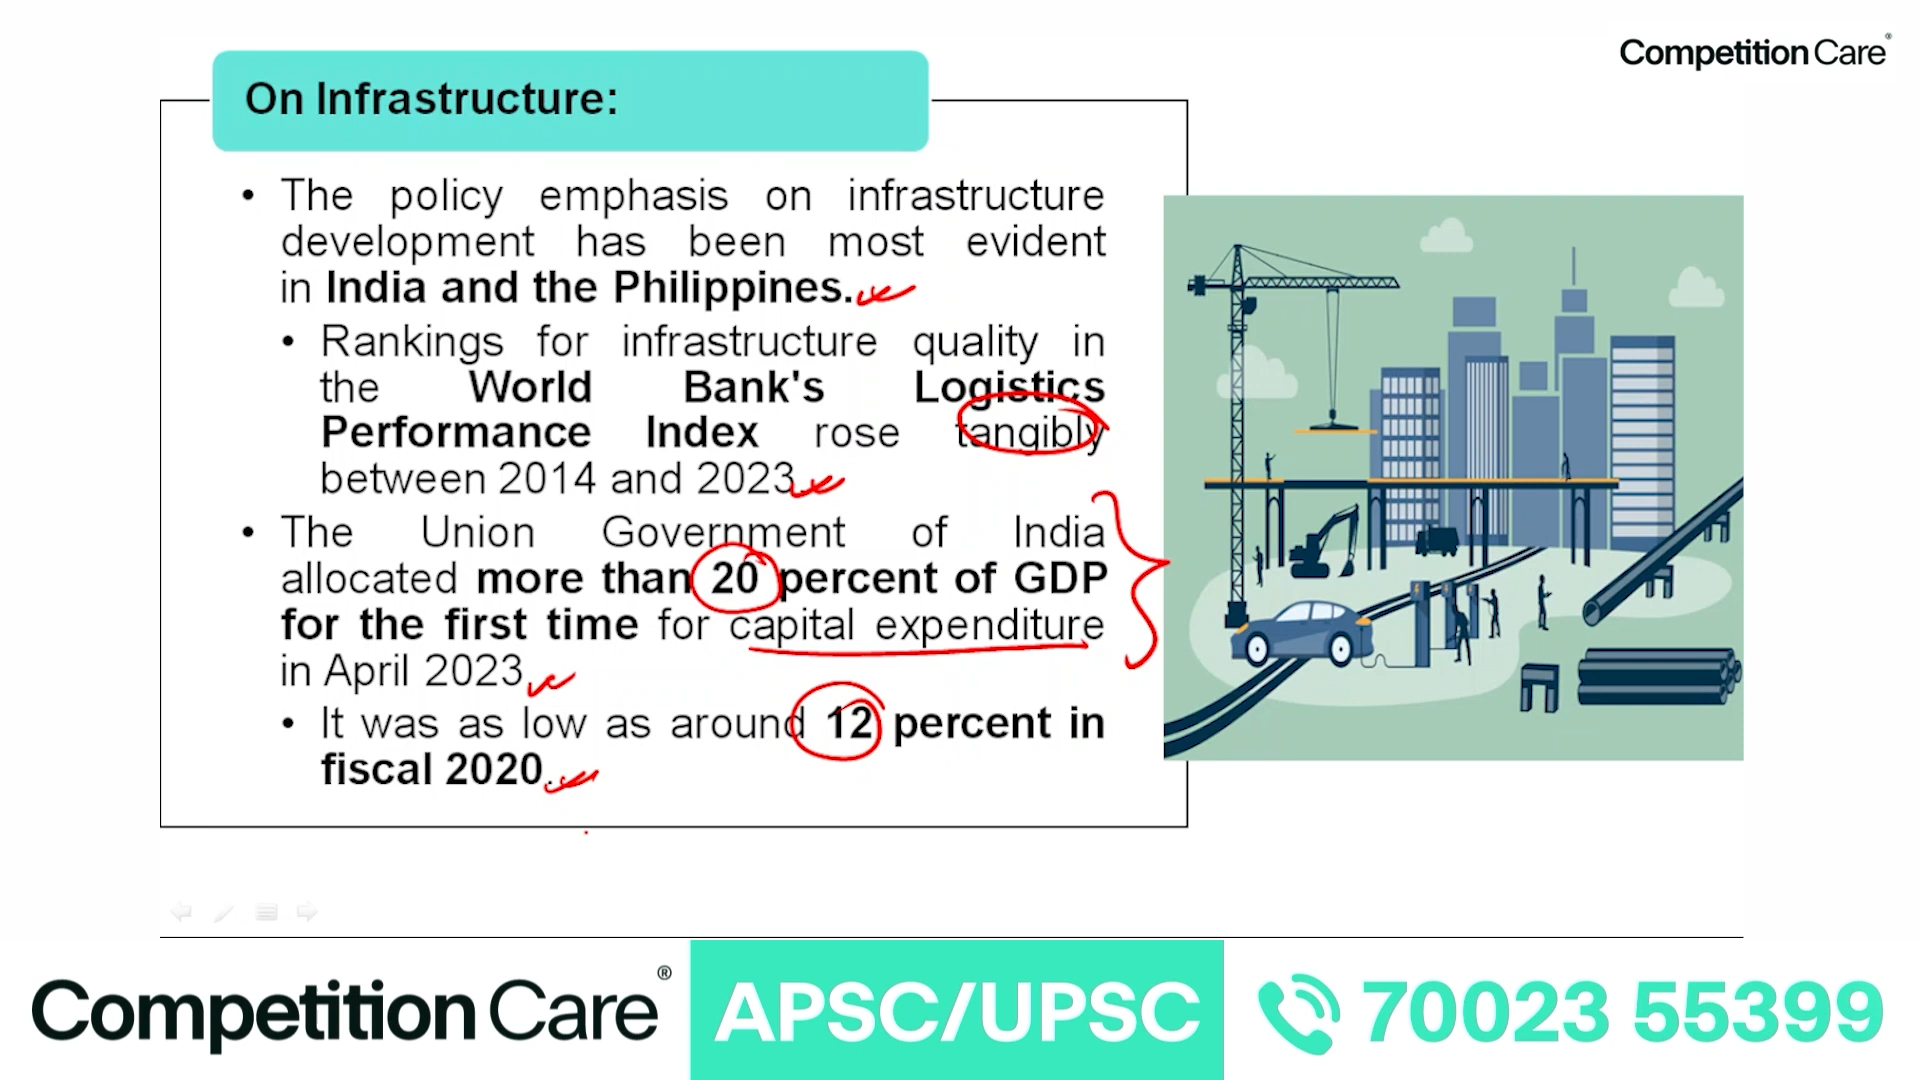 Competition Care®
On Infrastructure:
• The policy emphasis on infrastructure
development has been most evident
in India and the Philippines.
• Rankings for infrastructure quality in
the World Bank's Logistics
Performance Index rose tangibly
between 2014 and 2023.
• The Union Government of India
allocated more than 20 percent of GDP
for the first time for capital expenditure
in April 2023.
• It was as low as around 12 percent in
fiscal 2020.
Competition Care®
APSC/UPSC
70023 55399